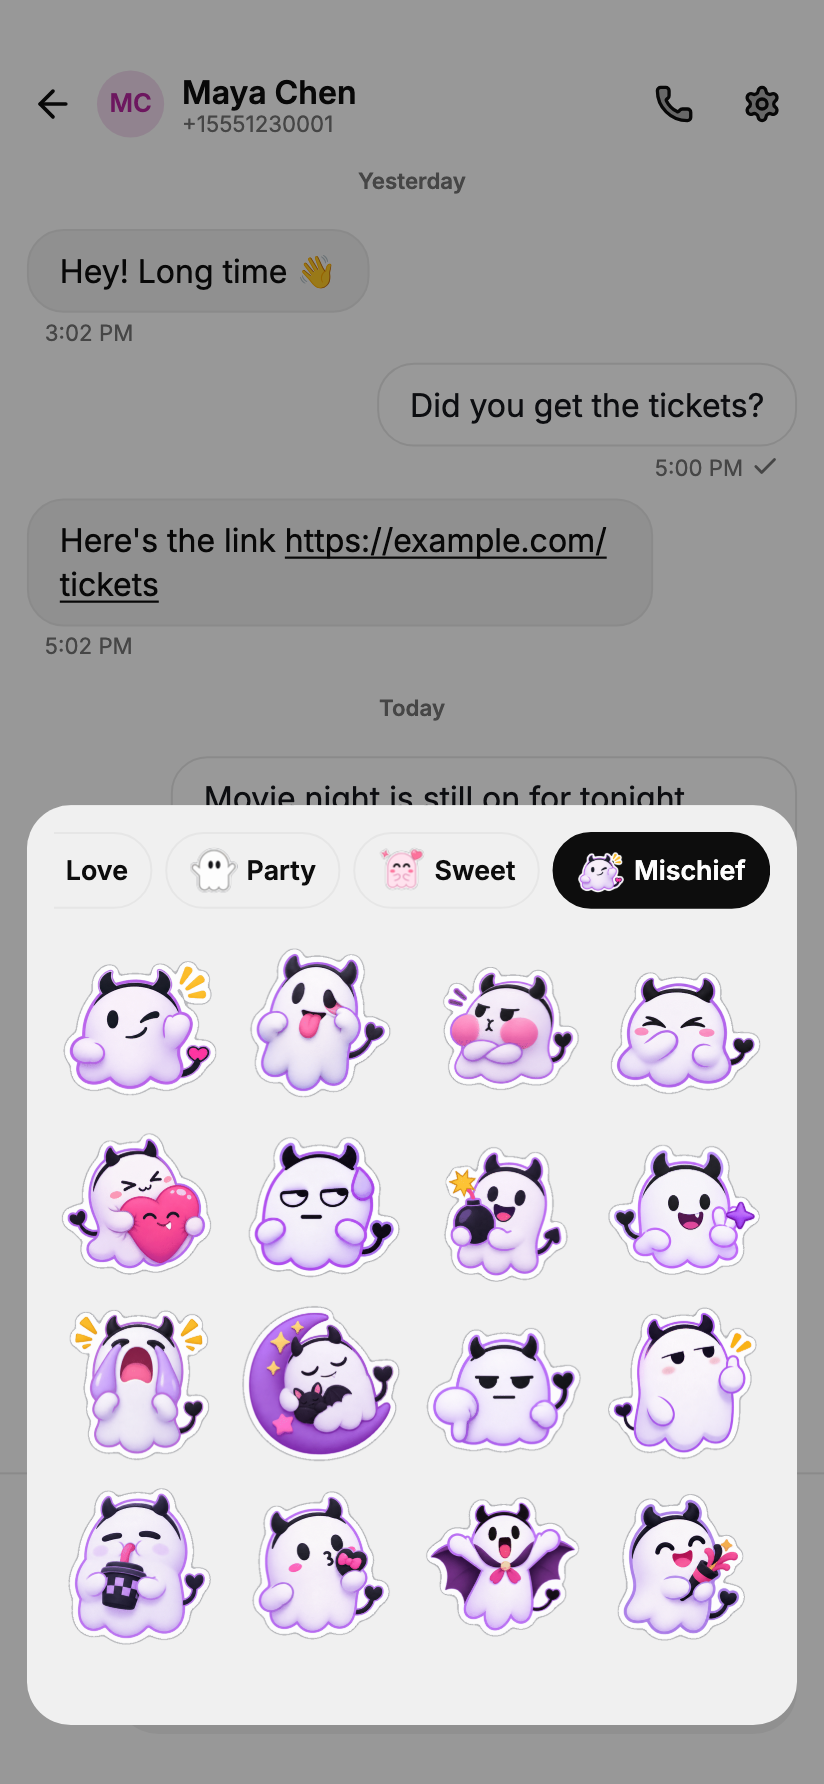 MC
Maya Chen
+15551230001
Yesterday
Hey! Long time 👋
3:02 PM
Did you get the tickets?
5:00 PM
Here's the link https://example.com/
tickets
5:02 PM
Today
Movie night is still on for tonight
Love
Party
Sweet
Mischief